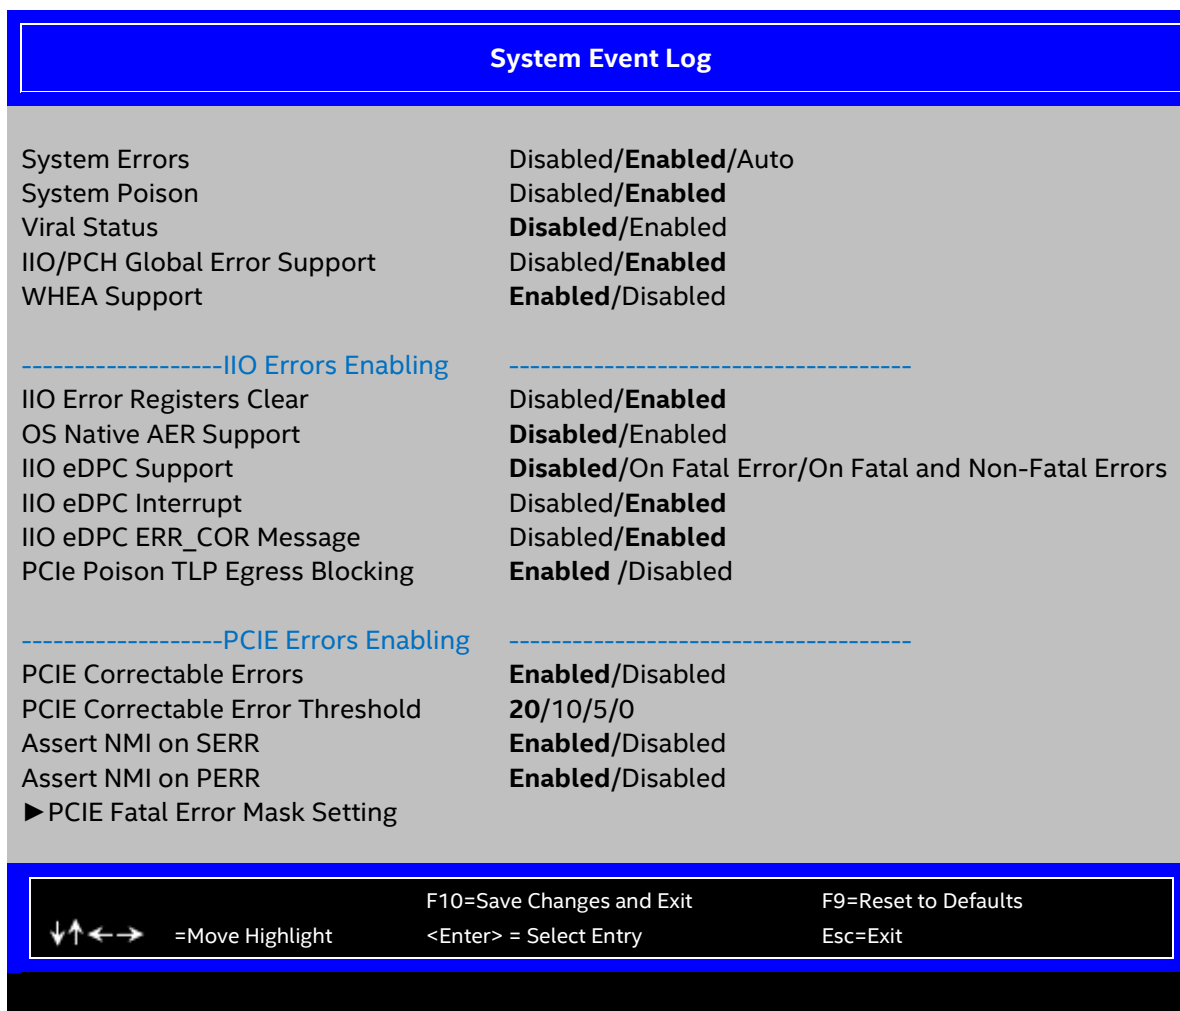 System Event Log
System Errors Disabled/Enabled/Auto
System Poison Disabled/Enabled
Viral Status Disabled/Enabled
IIO/PCH Global Error Support Disabled/Enabled
WHEA Support Enabled/Disabled
-------------------IIO Errors Enabling --------------------------------------
IIO Error Registers Clear Disabled/Enabled
OS Native AER Support Disabled/Enabled
IIO eDPC Support Disabled/On Fatal Error/On Fatal and Non-Fatal Errors
IIO eDPC Interrupt Disabled/Enabled
IIO eDPC ERR_COR Message Disabled/Enabled
PCIe Poison TLP Egress Blocking Enabled /Disabled
-------------------PCIE Errors Enabling --------------------------------------
PCIE Correctable Errors Enabled/Disabled
PCIE Correctable Error Threshold 20/10/5/0
Assert NMI on SERR Enabled/Disabled
Assert NMI on PERR Enabled/Disabled
►PCIE Fatal Error Mask Setting
F10=Save Changes and Exit F9=Reset to Defaults
↓↑←→ =Move Highlight <Enter> = Select Entry Esc=Exit